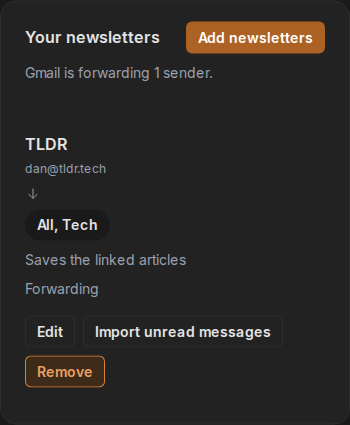 Your newsletters
Add newsletters
Gmail is forwarding 1 sender.
TLDR
dan@tldr.tech
↓
All, Tech
Saves the linked articles
Forwarding
Edit
Import unread messages
Remove